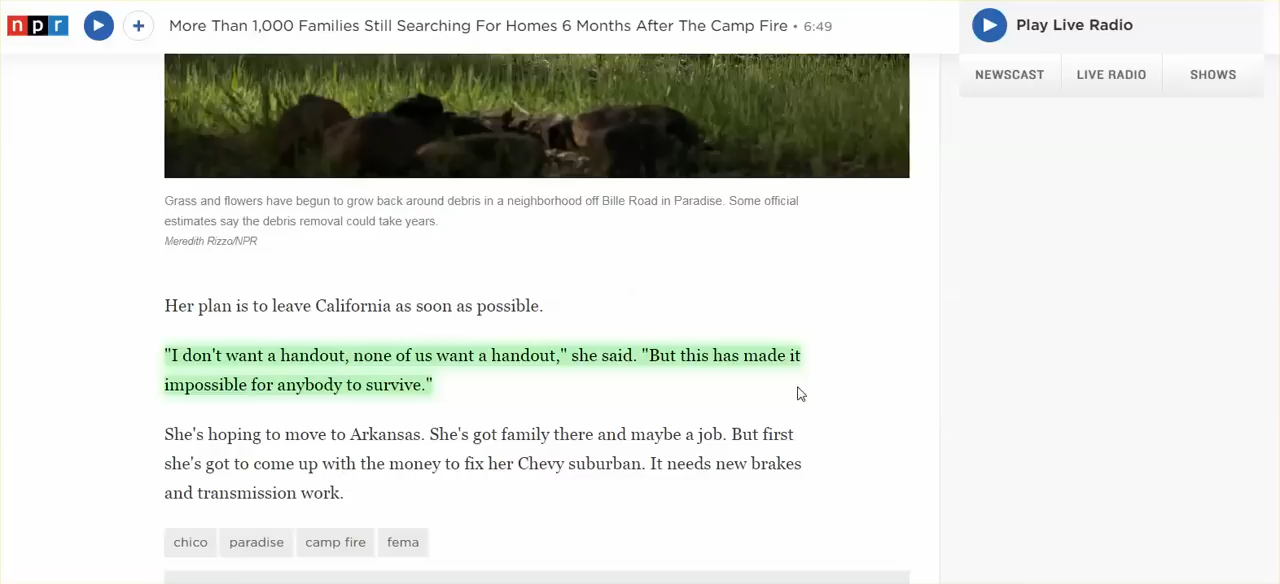 npr More Than 1,000 Families Still Searching For Homes 6 Months After The Camp Fire • 6:49 Play Live Radio
NEWSCAST LIVE RADIO SHOWS
Grass and flowers have begun to grow back around debris in a neighborhood off Bille Road in Paradise. Some official
estimates say the debris removal could take years.
Meredith Rizzo/NPR
Her plan is to leave California as soon as possible.
"I don't want a handout, none of us want a handout," she said. "But this has made it
impossible for anybody to survive."
She's hoping to move to Arkansas. She's got family there and maybe a job. But first
she's got to come up with the money to fix her Chevy suburban. It needs new brakes
and transmission work.
chico paradise camp fire fema